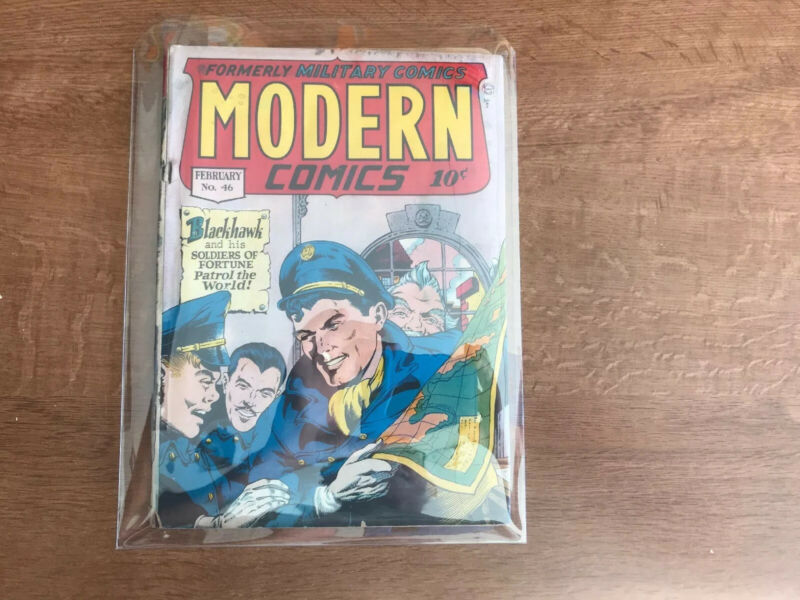 FORMERLY MILITARY COMICS
MODERN
COMICS 10¢
FEBRUARY
No. 46
Blackhawk
and his
SOLDIERS OF
FORTUNE
Patrol the
World!